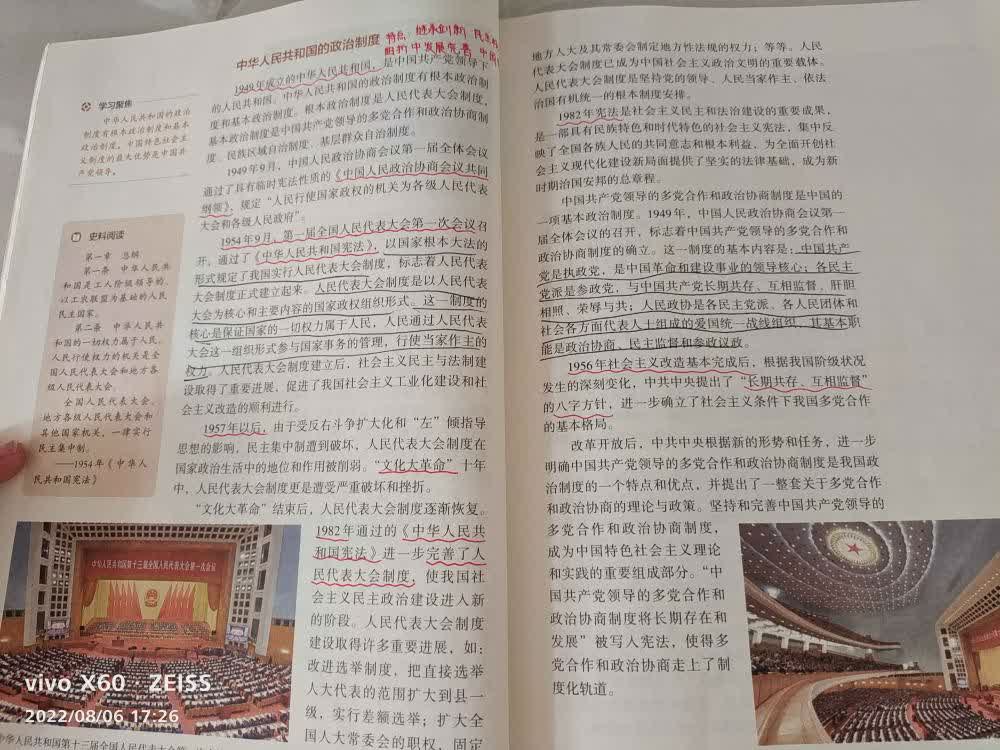 中华人民共和国的政治制度
特点 继承创新
中发展完善
学习聚焦
中华人民共和国的政治
制度有根本政治制度和基本
政治制度。中国特色社会主
义制度的最大优势是中国共
产党领导。
史料阅读
第一章 总纲
第一条 中华人民共
和国是工人阶级领导的、
以工农联盟为基础的人民
民主国家。
第二条 中华人民共
和国的一切权力属于人民。
人民行使权力的机关是全
国人民代表大会和地方各
级人民代表大会。
全国人民代表大会、
地方各级人民代表大会和
其他国家机关，一律实行
民主集中制。
——1954年《中华人
民共和国宪法》
1949年成立的中华人民共和国，是中国共产党领导下
的人民共和国。中华人民共和国的政治制度有根本政治制
度和基本政治制度。根本政治制度是人民代表大会制度，
基本政治制度是中国共产党领导的多党合作和政治协商制
度、民族区域自治制度、基层群众自治制度。
1949年9月，中国人民政治协商会议第一届全体会议
通过了具有临时宪法性质的《中国人民政治协商会议共同
纲领》，规定“人民行使国家政权的机关为各级人民代表
大会和各级人民政府”。
1954年9月，第一届全国人民代表大会第一次会议召
开，通过了《中华人民共和国宪法》，以国家根本大法的
形式规定了我国实行人民代表大会制度，标志着人民代表
大会制度正式建立起来。人民代表大会制度是以人民代表
大会为核心和主要内容的国家政权组织形式。这一制度的
核心是保证国家的一切权力属于人民，人民通过人民代表
大会这一组织形式参与国家事务的管理，行使当家作主的
权力。人民代表大会制度建立后，社会主义民主与法制建
设取得了重要进展，促进了我国社会主义工业化建设和社
会主义改造的顺利进行。
1957年以后，由于受反右斗争扩大化和“左”倾指导
思想的影响，民主集中制遭到破坏，人民代表大会制度在
国家政治生活中的地位和作用被削弱。“文化大革命”十年
中，人民代表大会制度更是遭受严重破坏和挫折。
“文化大革命”结束后，人民代表大会制度逐渐恢复。
1982年通过的《中华人民共
和国宪法》进一步完善了人
民代表大会制度，使我国社
会主义民主政治建设进入新
的阶段。人民代表大会制度
建设取得许多重要进展，如：
改进选举制度，把直接选举
人大代表的范围扩大到县一
级，实行差额选举；扩大全
国人大常委会的职权，固定
中华人民共和国第十三届全国人民代表大会第一次会议
vivo X60 · ZEISS
2022/08/06 17:26
华人民共和国第十三届全国人民代表大会第一次
地方人大及其常委会制定地方性法规的权力；等等。人民
代表大会制度已成为中国社会主义政治文明的重要载体。
人民代表大会制度是坚持党的领导、人民当家作主、依法
治国有机统一的根本制度安排。
1982年宪法是社会主义民主和法治建设的重要成果，
是一部具有民族特色和时代特色的社会主义宪法，集中反
映了全国各族人民的共同意志和根本利益，为全面开创社
会主义现代化建设新局面提供了坚实的法律基础，成为新
时期治国安邦的总章程。
中国共产党领导的多党合作和政治协商制度是中国的
一项基本政治制度。1949年，中国人民政治协商会议第一
届全体会议的召开，标志着中国共产党领导的多党合作和
政治协商制度的确立。这一制度的基本内容是：中国共产
党是执政党，是中国革命和建设事业的领导核心；各民主
党派是参政党，与中国共产党长期共存、互相监督、肝胆
相照、荣辱与共；人民政协是各民主党派、各人民团体和
社会各方面代表人士组成的爱国统一战线组织，其基本职
能是政治协商、民主监督和参政议政。
1956年社会主义改造基本完成后，根据我国阶级状况
发生的深刻变化，中共中央提出了“长期共存、互相监督”
的八字方针，进一步确立了社会主义条件下我国多党合作
的基本格局。
改革开放后，中共中央根据新的形势和任务，进一步
明确中国共产党领导的多党合作和政治协商制度是我国政
治制度的一个特点和优点，并提出了一整套关于多党合作
和政治协商的理论与政策。坚持和完善中国共产党领导的
多党合作和政治协商制度，
成为中国特色社会主义理论
和实践的重要组成部分。“中
国共产党领导的多党合作和
政治协商制度将长期存在和
发展”被写入宪法，使得多
党合作和政治协商走上了制
度化轨道。